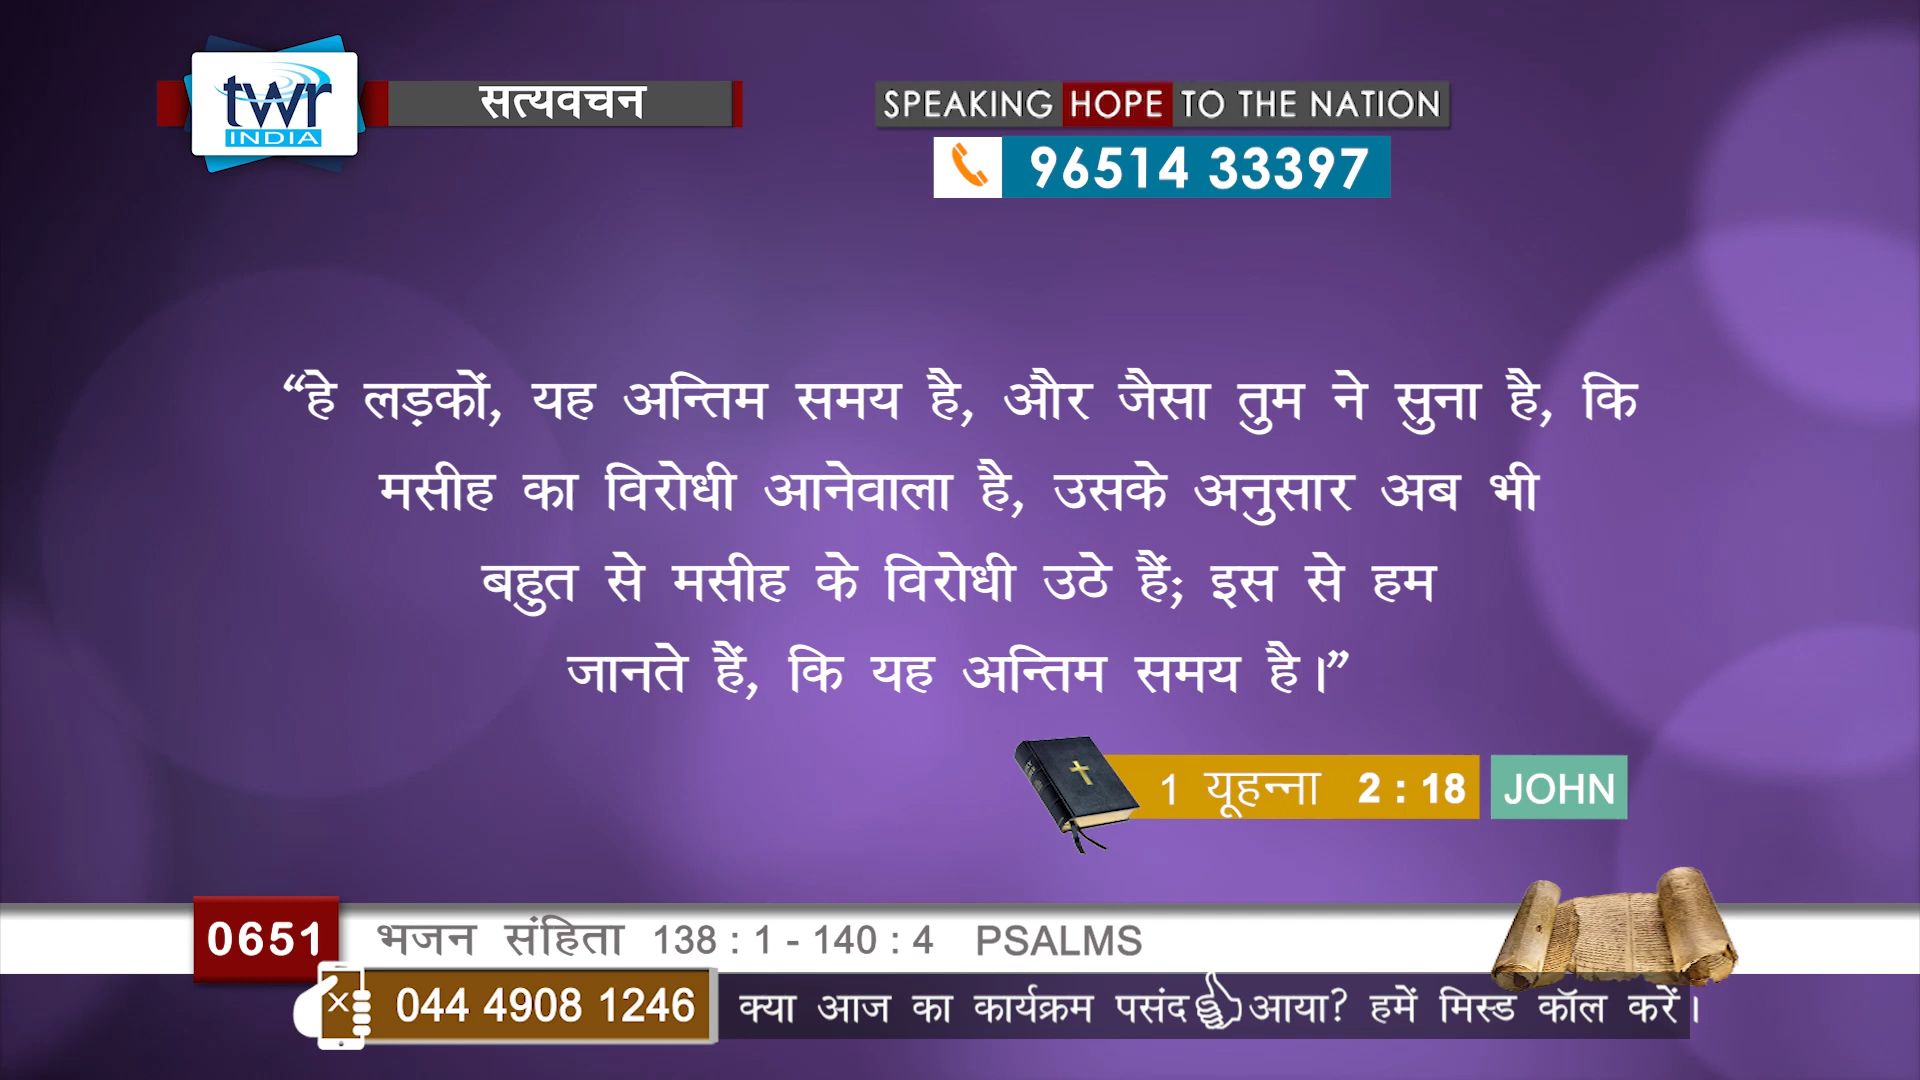 twr
INDIA
सत्यवचन
SPEAKING HOPE TO THE NATION
96514 33397
“हे लड़कों, यह अन्तिम समय है, और जैसा तुम ने सुना है, कि
मसीह का विरोधी आनेवाला है, उसके अनुसार अब भी
बहुत से मसीह के विरोधी उठे हैं; इस से हम
जानते हैं, कि यह अन्तिम समय है।”
1 यूहन्ना 2 : 18 JOHN
0651 भजन संहिता 138 : 1 - 140 : 4 PSALMS
044 4908 1246 क्या आज का कार्यक्रम पसंद आया? हमें मिस्ड कॉल करें।